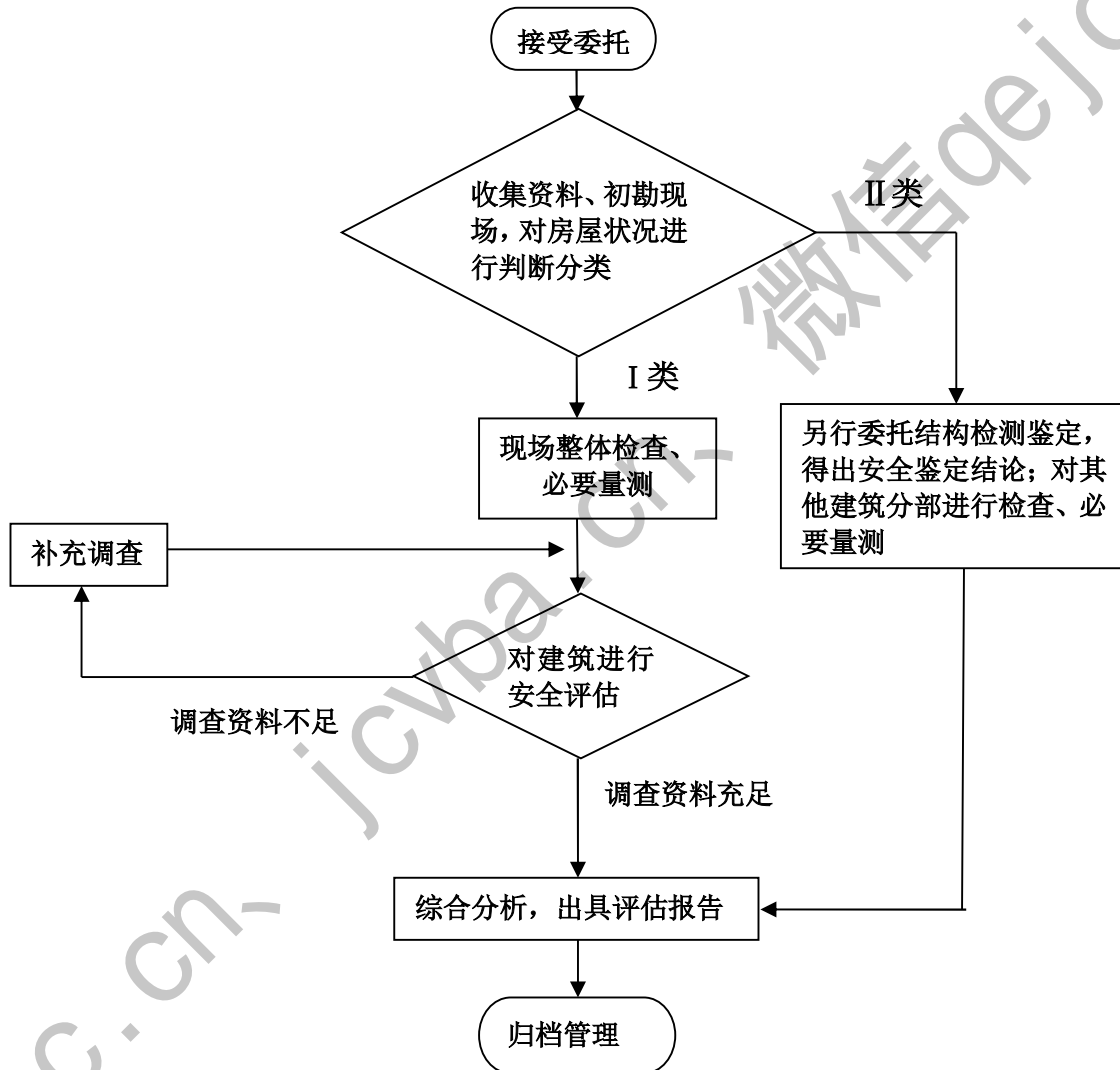 接受委托
收集资料、初勘现
场，对房屋状况进
行判断分类
Ⅱ类
Ⅰ类
现场整体检查、
必要量测
另行委托结构检测鉴定，
得出安全鉴定结论；对其
他建筑分部进行检查、必
要量测
补充调查
对建筑进行
安全评估
调查资料不足
调查资料充足
综合分析，出具评估报告
归档管理
c.cn、jcvba.cn、微信qejc